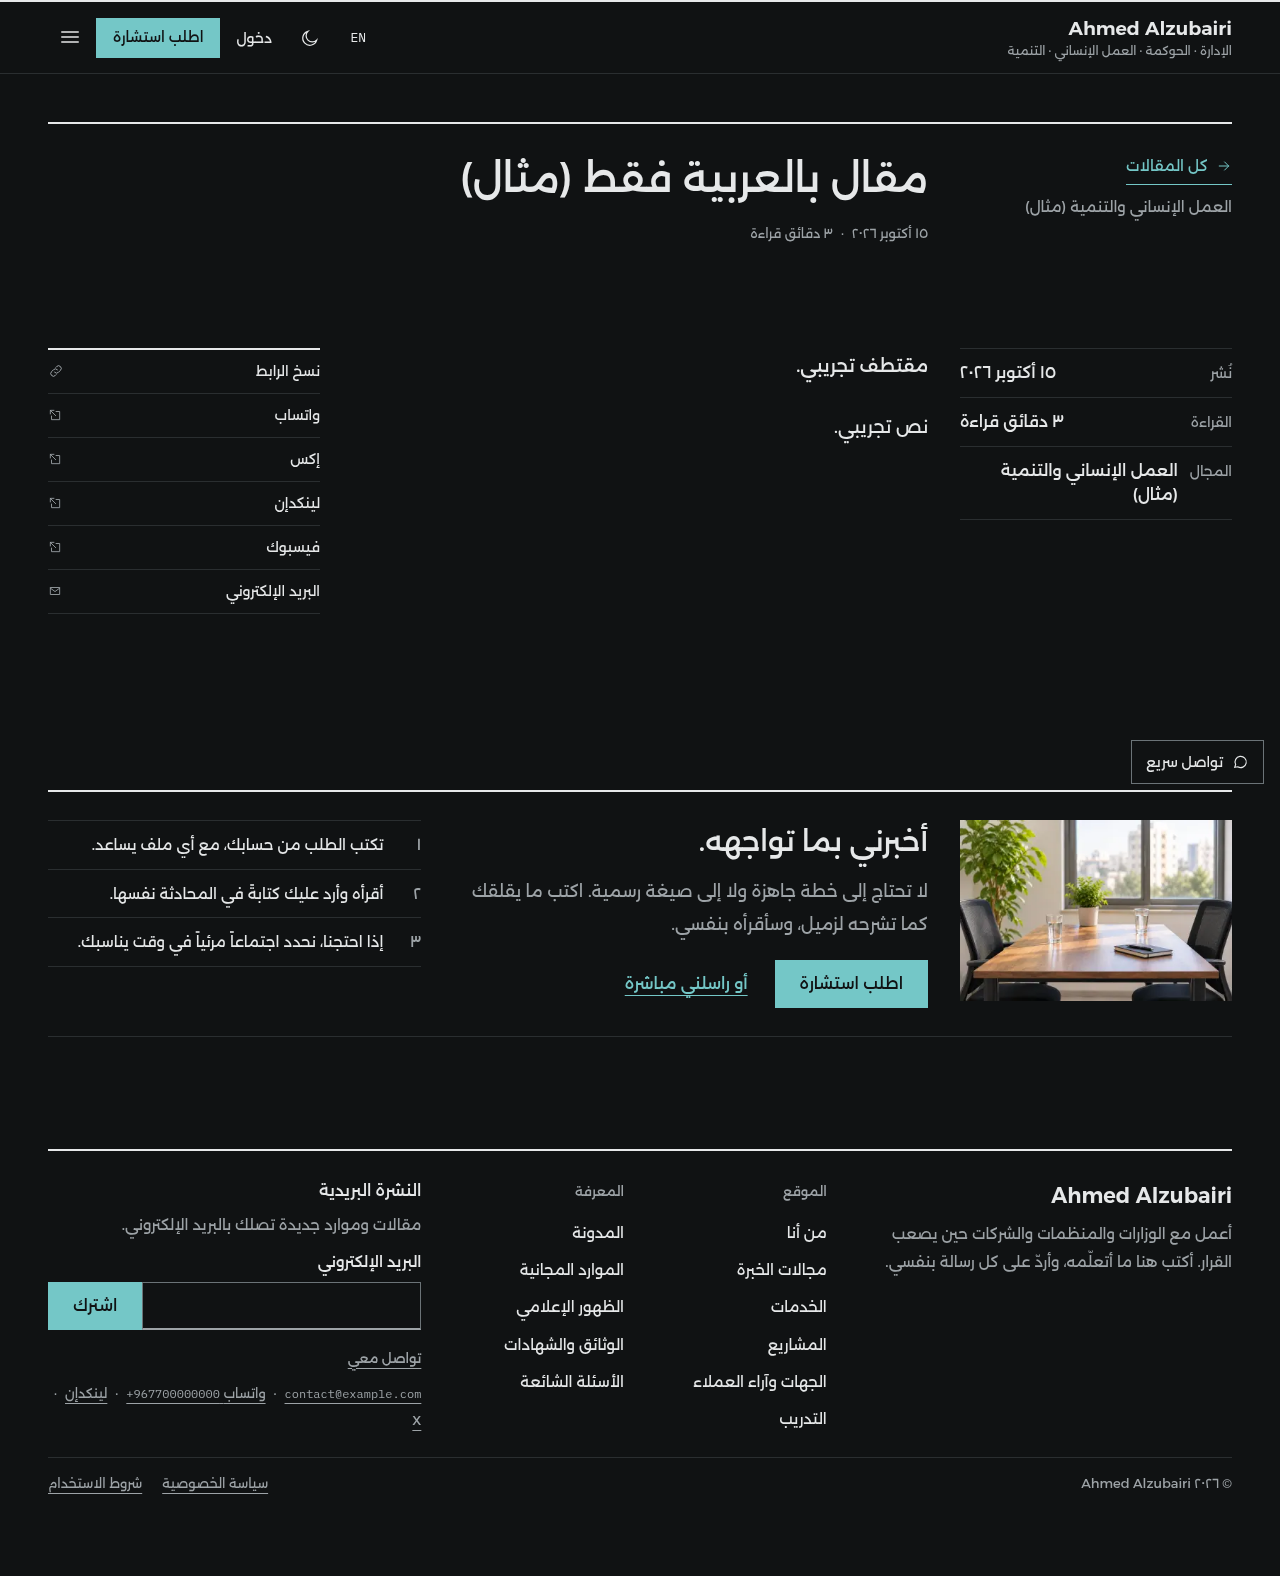 Ahmed Alzubairi
الإدارة · الحوكمة · العمل الإنساني · التنمية
EN
دخول
اطلب استشارة
كل المقالات
العمل الإنساني والتنمية (مثال)
مقال بالعربية فقط (مثال)
١٥ أكتوبر ٢٠٢٦ · ٣ دقائق قراءة
نُشر ١٥ أكتوبر ٢٠٢٦
القراءة ٣ دقائق قراءة
المجال العمل الإنساني والتنمية
(مثال)
مقتطف تجريبي.
نص تجريبي.
نسخ الرابط
واتساب
إكس
لينكدإن
فيسبوك
البريد الإلكتروني
تواصل سريع
أخبرني بما تواجهه.
لا تحتاج إلى خطة جاهزة ولا إلى صيغة رسمية. اكتب ما يقلقك
كما تشرحه لزميل، وسأقرأه بنفسي.
اطلب استشارة
أو راسلني مباشرة
١ تكتب الطلب من حسابك، مع أي ملف يساعد.
٢ أقرأه وأرد عليك كتابةً في المحادثة نفسها.
٣ إذا احتجنا، نحدد اجتماعاً مرئياً في وقت يناسبك.
Ahmed Alzubairi
أعمل مع الوزارات والمنظمات والشركات حين يصعب
القرار. أكتب هنا ما أتعلّمه، وأردّ على كل رسالة بنفسي.
الموقع
من أنا
مجالات الخبرة
الخدمات
المشاريع
الجهات وآراء العملاء
التدريب
المعرفة
المدونة
الموارد المجانية
الظهور الإعلامي
الوثائق والشهادات
الأسئلة الشائعة
النشرة البريدية
مقالات وموارد جديدة تصلك بالبريد الإلكتروني.
البريد الإلكتروني
اشترك
تواصل معي
contact@example.com · واتساب +967700000000 · لينكدإن ·
X
© ٢٠٢٦ Ahmed Alzubairi
سياسة الخصوصية
شروط الاستخدام